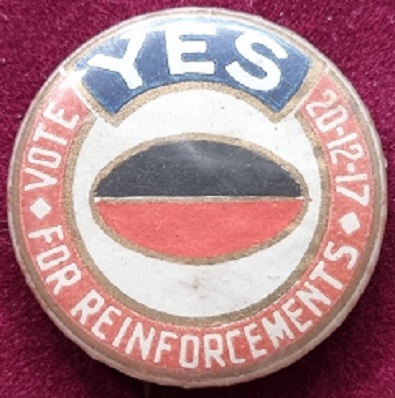 YES
VOTE ◆ FOR REINFORCEMENTS ◆ 20-12-17